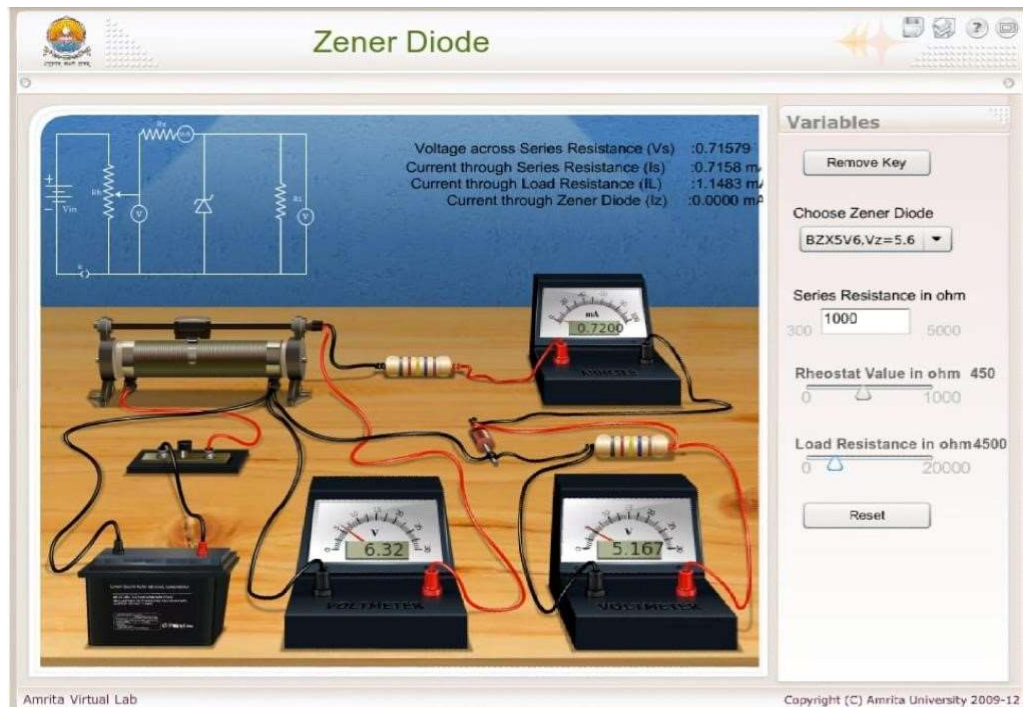 Zener Diode
Voltage across Series Resistance (Vs) :0.71579
Current through Series Resistance (Is) :0.7158 m
Current through Load Resistance (IL) :1.1483 m
Current through Zener Diode (Iz) :0.0000 mA
Rs
Vin
Rh
V
V
Variables
Remove Key
Choose Zener Diode
BZX5V6,Vz=5.6
Series Resistance in ohm
300 1000 5000
Rheostat Value in ohm 450
0 1000
Load Resistance in ohm4500
0 20000
Reset
mA
0.7200
AMMETER
V
6.32
VOLTMETER
V
5.167
VOLTMETER
Amrita Virtual Lab
Copyright (C) Amrita University 2009-12